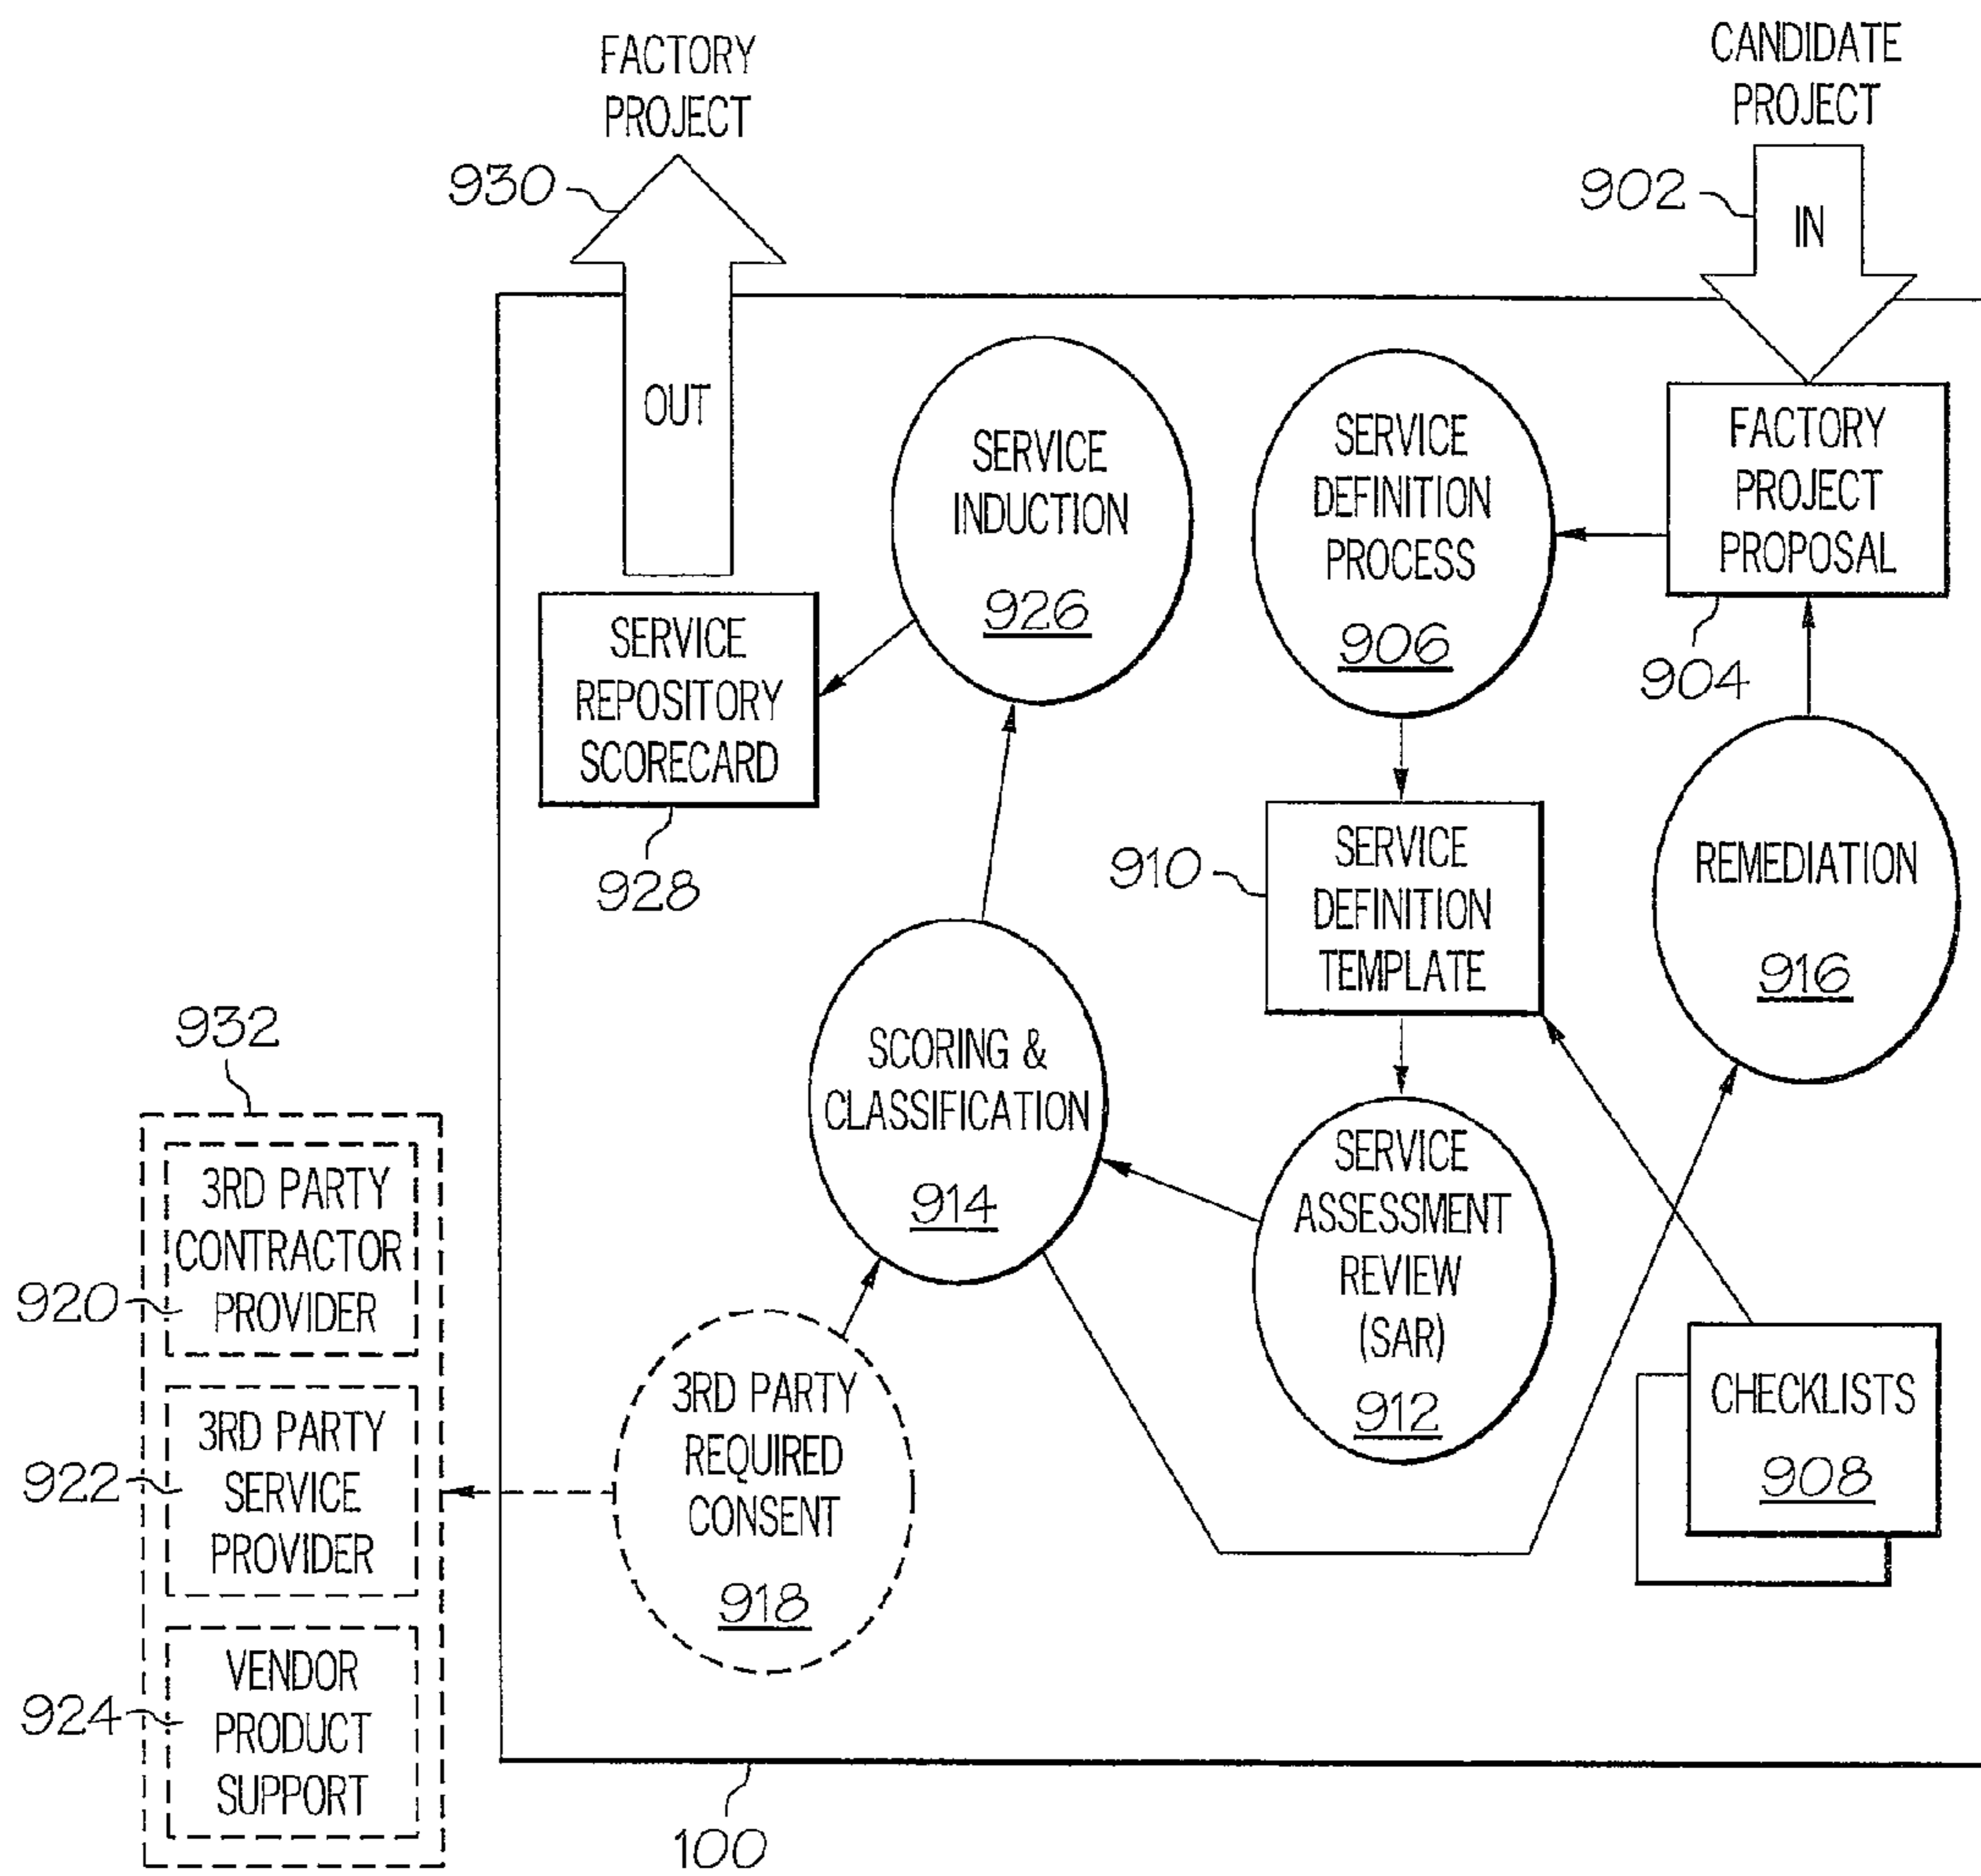 FACTORY
PROJECT
930
OUT
CANDIDATE
PROJECT
902
IN
FACTORY
PROJECT
PROPOSAL
904
SERVICE
DEFINITION
PROCESS
906
SERVICE
INDUCTION
926
SERVICE
REPOSITORY
SCORECARD
928
910
SERVICE
DEFINITION
TEMPLATE
REMEDIATION
916
SCORING &
CLASSIFICATION
914
SERVICE
ASSESSMENT
REVIEW
(SAR)
912
CHECKLISTS
908
3RD PARTY
REQUIRED
CONSENT
918
932
3RD PARTY
CONTRACTOR
PROVIDER
920
3RD PARTY
SERVICE
PROVIDER
922
VENDOR
PRODUCT
SUPPORT
924
100